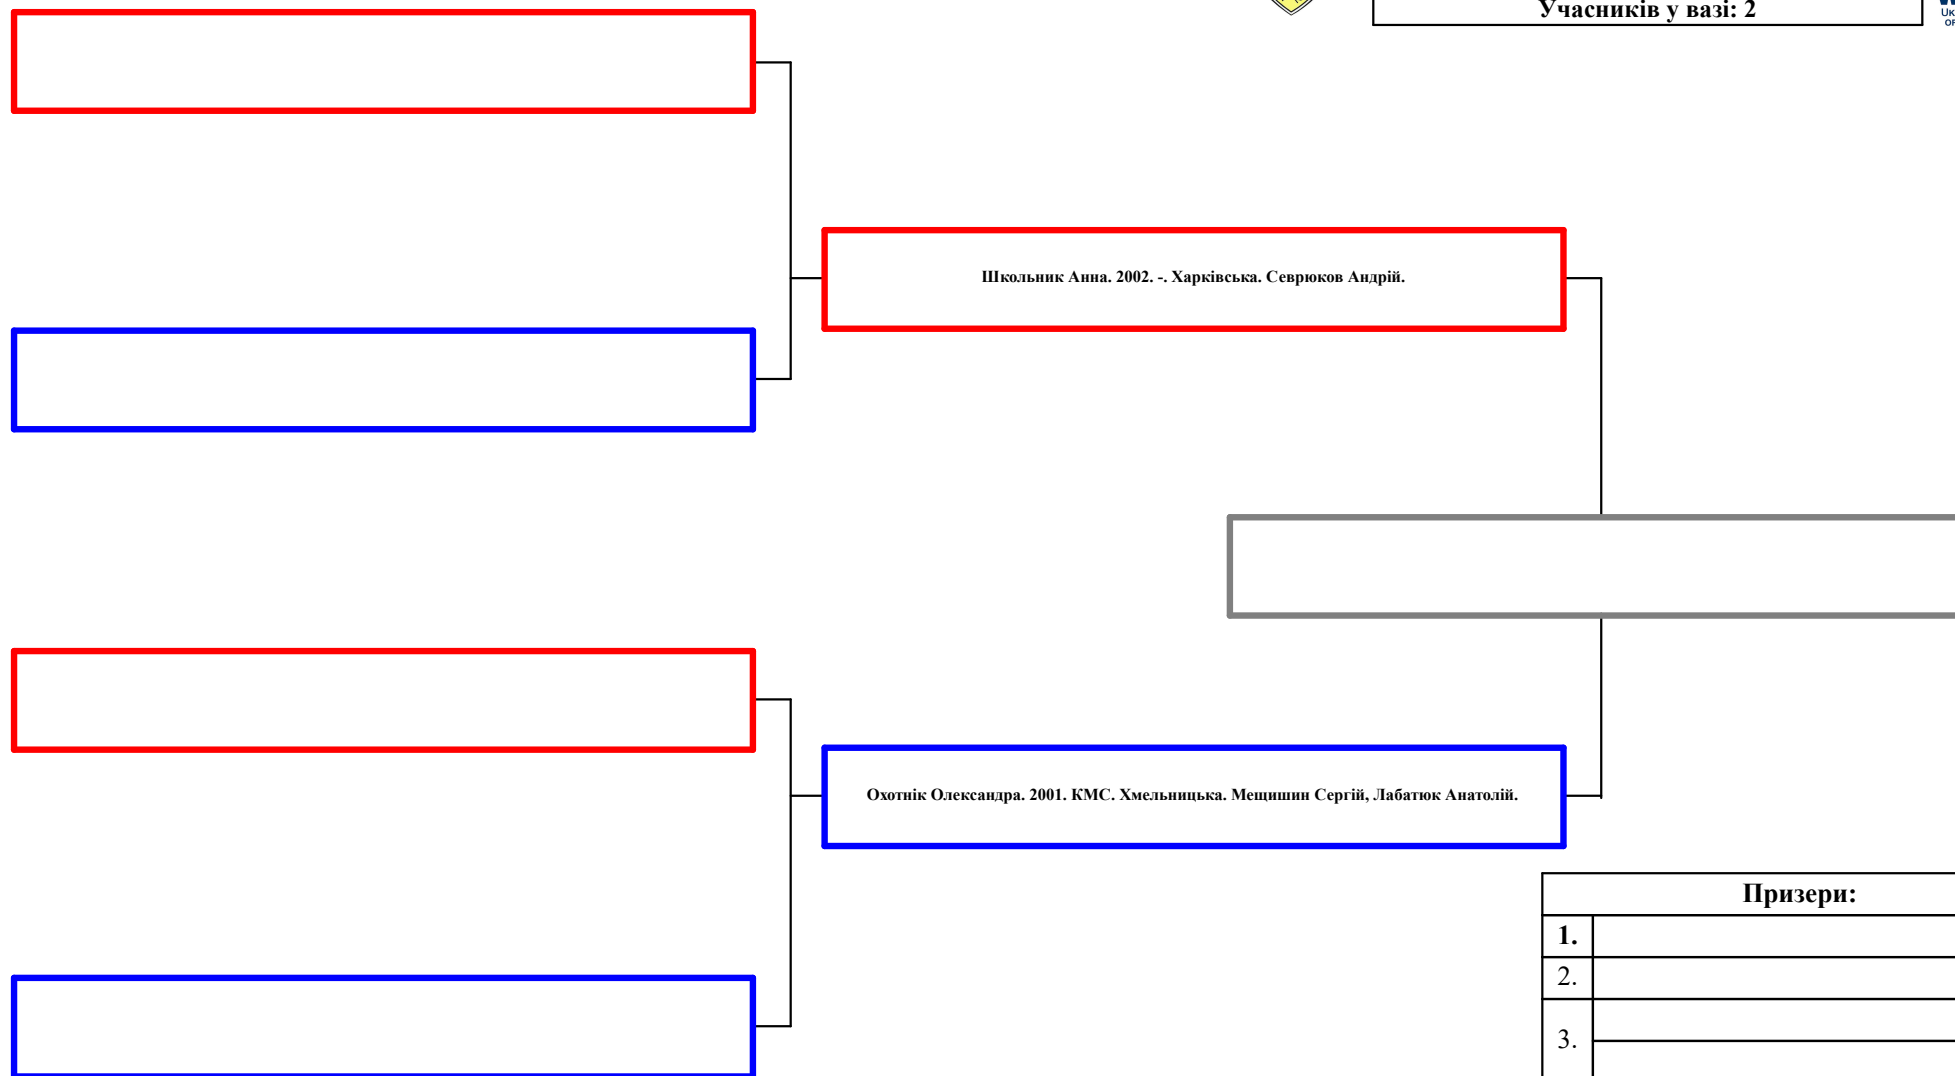 Учасників у вазі: 2
Школьник Анна. 2002. -. Харківська. Севрюков Андрій.
Охотнік Олександра. 2001. КМС. Хмельницька. Мещишин Сергій, Лабатюк Анатолій.
Призери:
1.
2.
3.